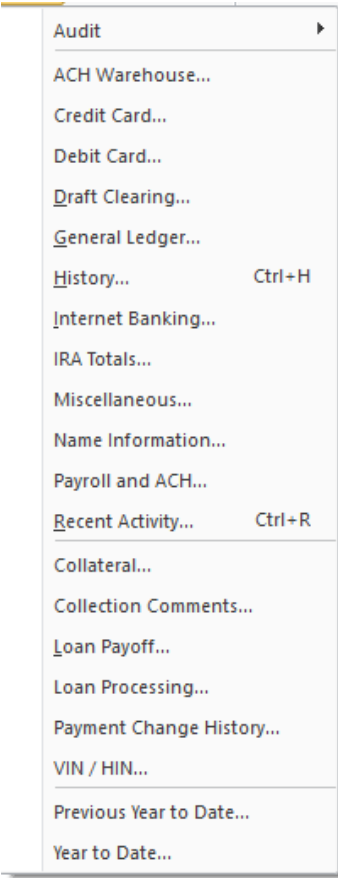 Audit
ACH Warehouse...
Credit Card...
Debit Card...
Draft Clearing...
General Ledger...
History... Ctrl+H
Internet Banking...
IRA Totals...
Miscellaneous...
Name Information...
Payroll and ACH...
Recent Activity... Ctrl+R
Collateral...
Collection Comments...
Loan Payoff...
Loan Processing...
Payment Change History...
VIN / HIN...
Previous Year to Date...
Year to Date...